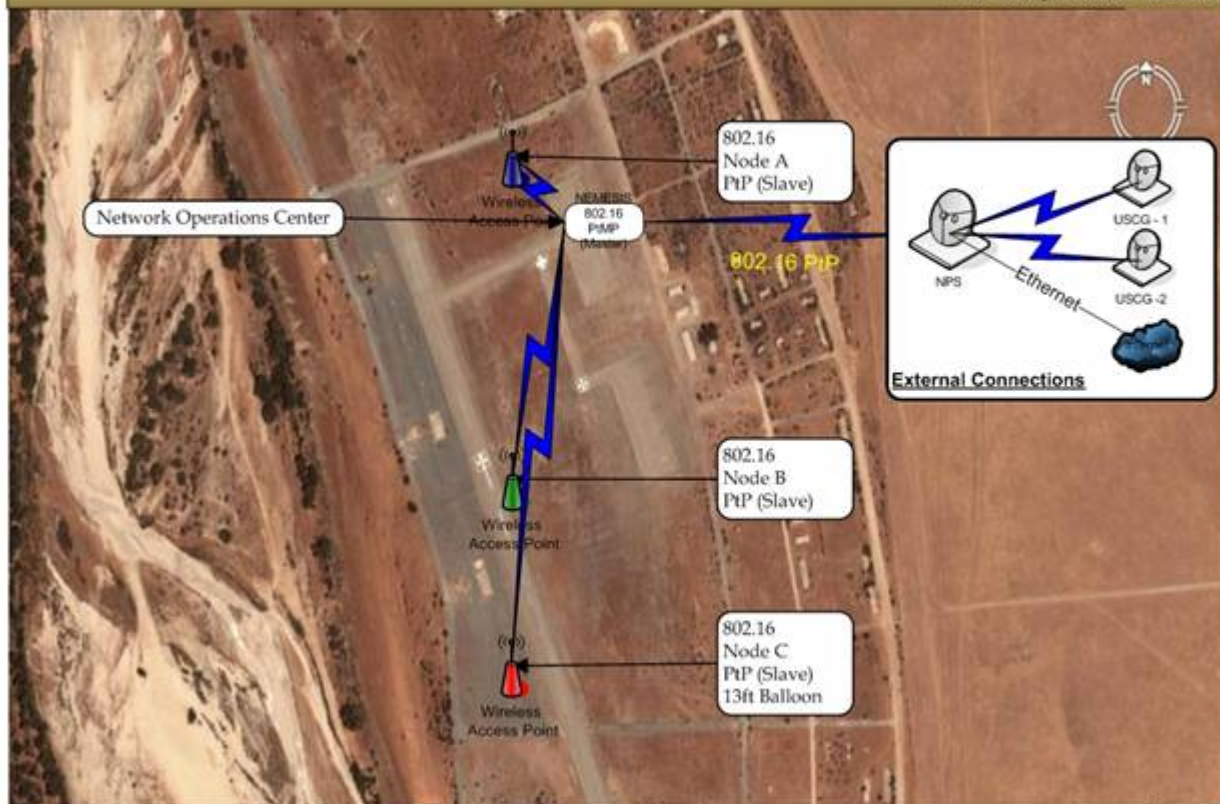 802.16
Node A
PtP (Slave)
Wireless
Access Point
NEMESIS
802.16
PtMP
(Master)
Network Operations Center
802.16 PtP
N
NPS
USCG - 1
USCG -2
Ethernet
Internet
External Connections
802.16
Node B
PtP (Slave)
Wireless
Access Point
802.16
Node C
PtP (Slave)
13ft Balloon
Wireless
Access Point